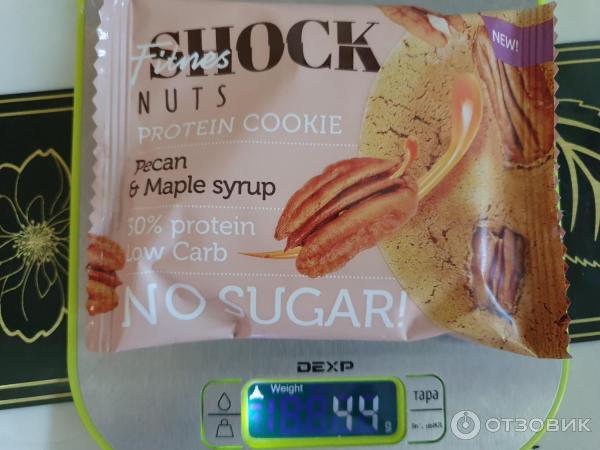 Fitnes
SHOCK
NEW!
NUTS
PROTEIN COOKIE
Pecan
& Maple syrup
30% protein
Low Carb
NO SUGAR!
DEXP
Weight
44 g
тара
ОТЗОВИК